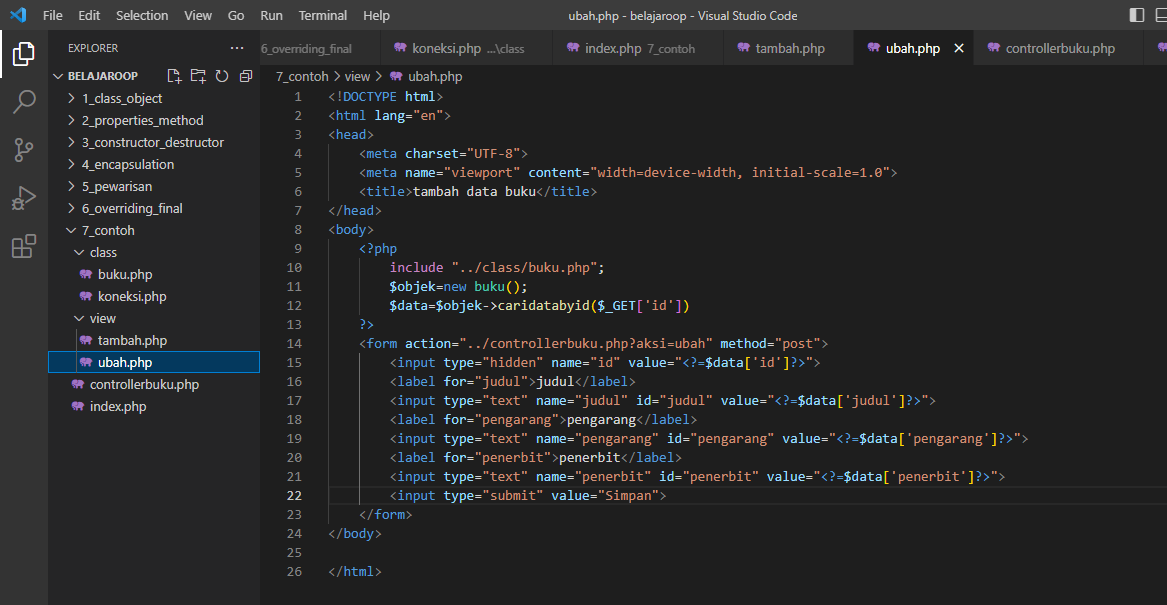 File Edit Selection View Go Run Terminal Help ubah.php - belajaroop - Visual Studio Code
EXPLORER ...
6_overriding_final koneksi.php ...\class index.php 7_contoh tambah.php ubah.php × controllerbuku.php
BELAJAROOP
7_contoh > view > ubah.php
1_class_object
2_properties_method
3_constructor_destructor
4_encapsulation
5_pewarisan
6_overriding_final
7_contoh
class
buku.php
koneksi.php
view
tambah.php
ubah.php
controllerbuku.php
index.php
1 <!DOCTYPE html>
2 <html lang="en">
3 <head>
4 <meta charset="UTF-8">
5 <meta name="viewport" content="width=device-width, initial-scale=1.0">
6 <title>tambah data buku</title>
7 </head>
8 <body>
9 <?php
10 include "../class/buku.php";
11 $objek=new buku();
12 $data=$objek->caridatabyid($_GET['id'])
13 ?>
14 <form action="../controllerbuku.php?aksi=ubah" method="post">
15 <input type="hidden" name="id" value="<?=$data['id']?>">
16 <label for="judul">judul</label>
17 <input type="text" name="judul" id="judul" value="<?=$data['judul']?>">
18 <label for="pengarang">pengarang</label>
19 <input type="text" name="pengarang" id="pengarang" value="<?=$data['pengarang']?>">
20 <label for="penerbit">penerbit</label>
21 <input type="text" name="penerbit" id="penerbit" value="<?=$data['penerbit']?>">
22 <input type="submit" value="Simpan">
23 </form>
24 </body>
25
26 </html>